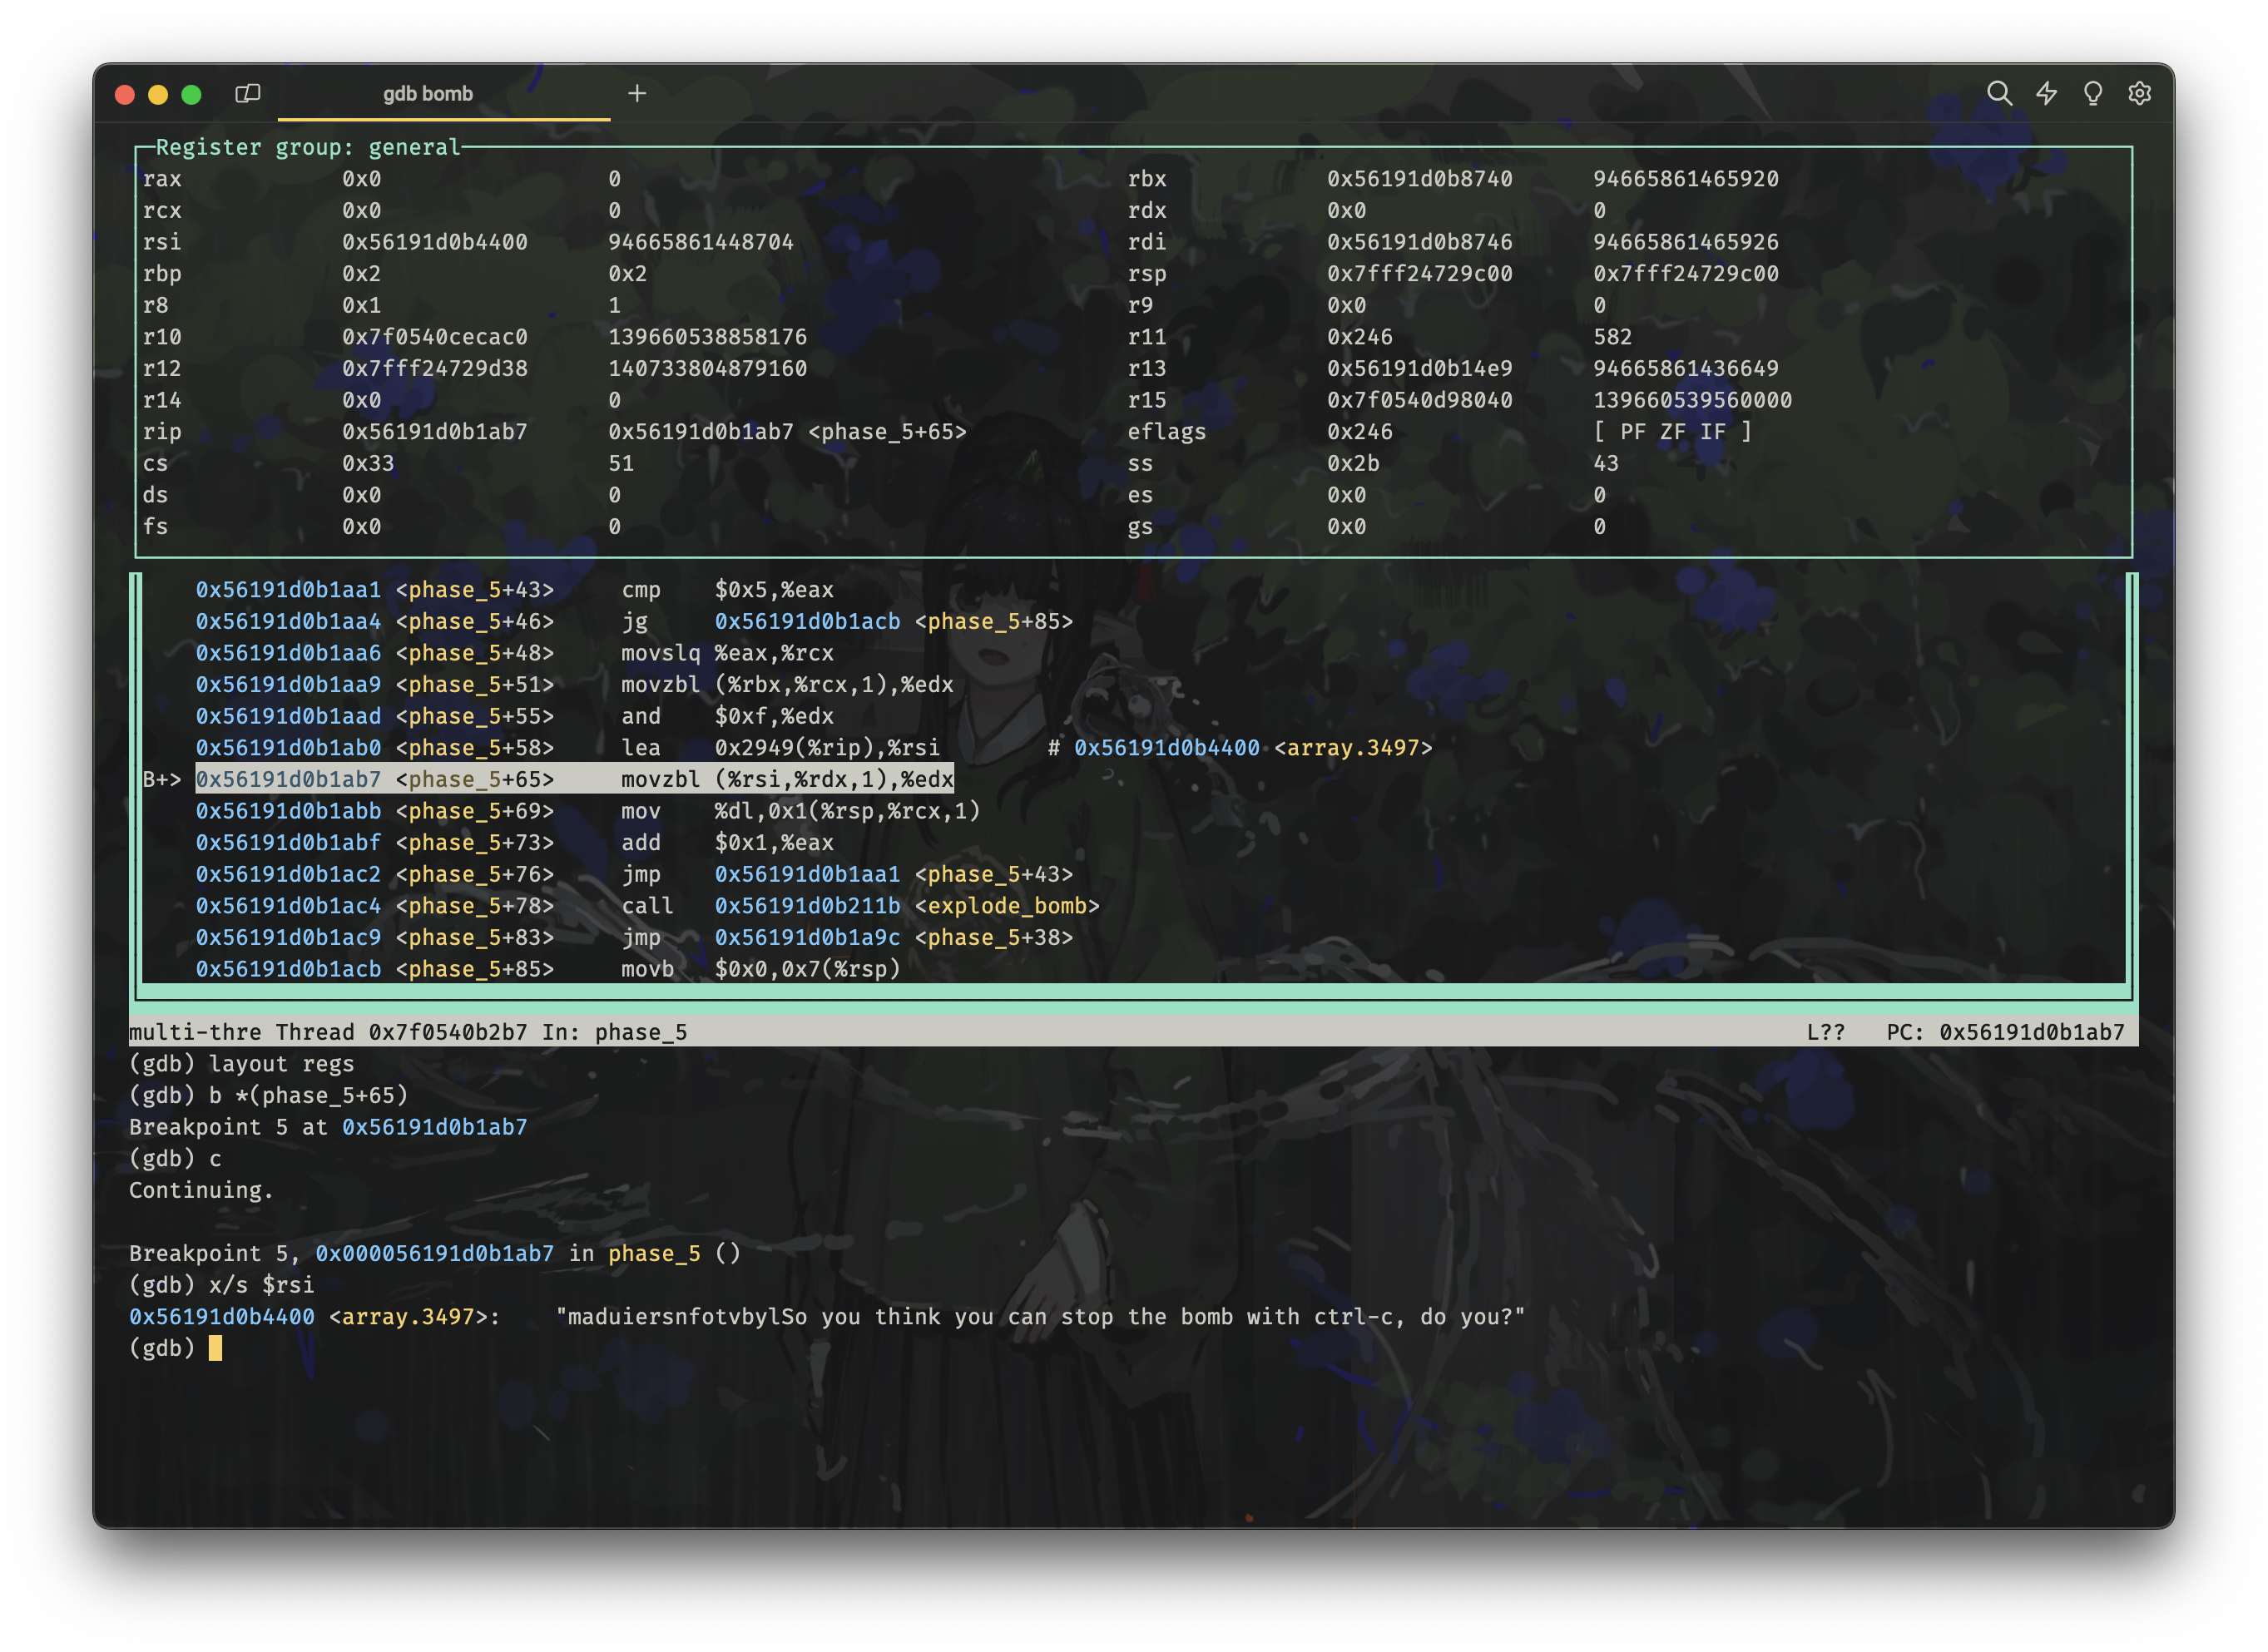 gdb bomb
Register group: general
rax 0x0 0 rbx 0x56191d0b8740 94665861465920
rcx 0x0 0 rdx 0x0 0
rsi 0x56191d0b4400 94665861448704 rdi 0x56191d0b8746 94665861465926
rbp 0x2 0x2 rsp 0x7fff24729c00 0x7fff24729c00
r8 0x1 1 r9 0x0 0
r10 0x7f0540cecac0 139660538858176 r11 0x246 582
r12 0x7fff24729d38 140733804879160 r13 0x56191d0b14e9 94665861436649
r14 0x0 0 r15 0x7f0540d98040 139660539560000
rip 0x56191d0b1ab7 0x56191d0b1ab7 <phase_5+65> eflags 0x246 [ PF ZF IF ]
cs 0x33 51 ss 0x2b 43
ds 0x0 0 es 0x0 0
fs 0x0 0 gs 0x0 0
0x56191d0b1aa1 <phase_5+43> cmp $0x5,%eax
0x56191d0b1aa4 <phase_5+46> jg 0x56191d0b1acb <phase_5+85>
0x56191d0b1aa6 <phase_5+48> movslq %eax,%rcx
0x56191d0b1aa9 <phase_5+51> movzbl (%rbx,%rcx,1),%edx
0x56191d0b1aad <phase_5+55> and $0xf,%edx
0x56191d0b1ab0 <phase_5+58> lea 0x2949(%rip),%rsi # 0x56191d0b4400 <array.3497>
B+> 0x56191d0b1ab7 <phase_5+65> movzbl (%rsi,%rdx,1),%edx
0x56191d0b1abb <phase_5+69> mov %dl,0x1(%rsp,%rcx,1)
0x56191d0b1abf <phase_5+73> add $0x1,%eax
0x56191d0b1ac2 <phase_5+76> jmp 0x56191d0b1aa1 <phase_5+43>
0x56191d0b1ac4 <phase_5+78> call 0x56191d0b211b <explode_bomb>
0x56191d0b1ac9 <phase_5+83> jmp 0x56191d0b1a9c <phase_5+38>
0x56191d0b1acb <phase_5+85> movb $0x0,0x7(%rsp)
multi-thre Thread 0x7f0540b2b7 In: phase_5 L?? PC: 0x56191d0b1ab7
(gdb) layout regs
(gdb) b *(phase_5+65)
Breakpoint 5 at 0x56191d0b1ab7
(gdb) c
Continuing.
Breakpoint 5, 0x000056191d0b1ab7 in phase_5 ()
(gdb) x/s $rsi
0x56191d0b4400 <array.3497>: "maduiersnfotvbylSo you think you can stop the bomb with ctrl-c, do you?"
(gdb)